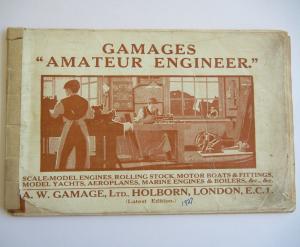 GAMAGES
"AMATEUR ENGINEER."
SCALE-MODEL ENGINES, ROLLING STOCK, MOTOR BOATS & FITTINGS,
MODEL YACHTS, AEROPLANES, MARINE ENGINES & BOILERS, &c., &c.
A. W. GAMAGE, LTD. HOLBORN, LONDON, E.C.1.
(Latest Edition.)